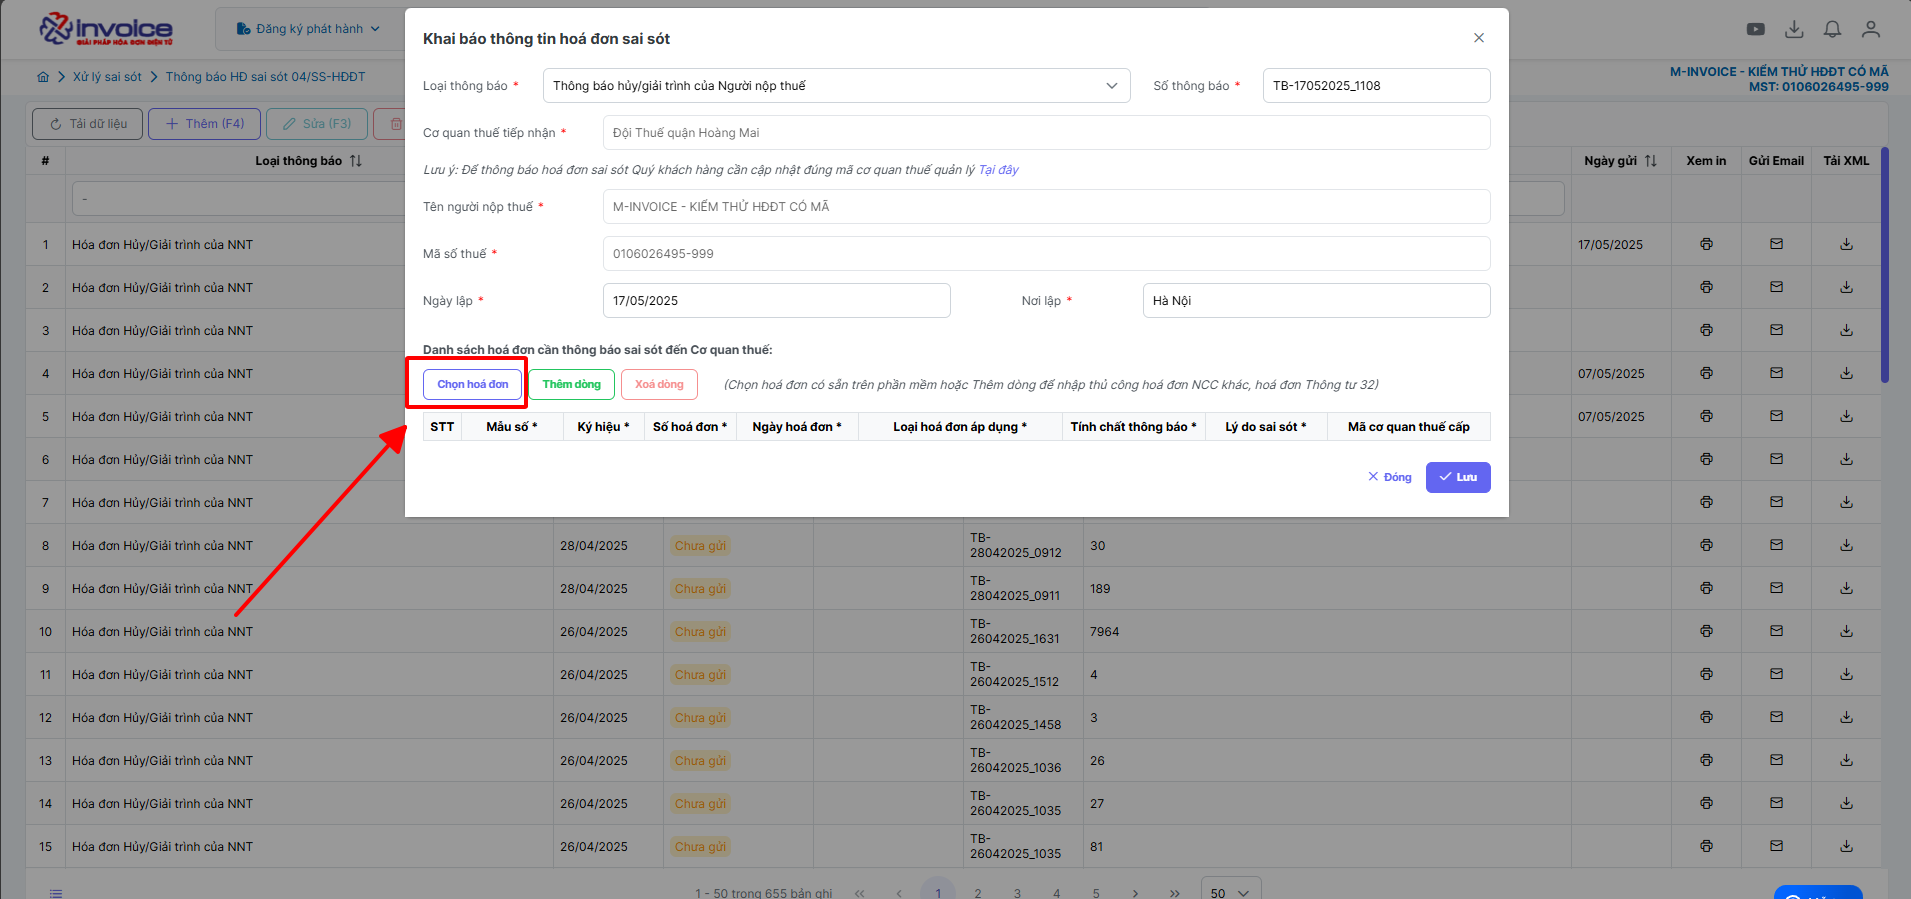 invoice
GIẢI PHÁP HÓA ĐƠN ĐIỆN TỬ
Đăng ký phát hành
Xử lý sai sót
Thông báo HĐ sai sót 04/SS-HĐĐT
M-INVOICE - KIỂM THỬ HĐĐT CÓ MÃ
MST: 0106026495-999
Tải dữ liệu
Thêm (F4)
Sửa (F3)
Khai báo thông tin hoá đơn sai sót
Loại thông báo *
Thông báo hủy/giải trình của Người nộp thuế
Số thông báo *
TB-17052025_1108
Cơ quan thuế tiếp nhận *
Đội Thuế quận Hoàng Mai
Lưu ý: Để thông báo hoá đơn sai sót Quý khách hàng cần cập nhật đúng mã cơ quan thuế quản lý Tại đây
Tên người nộp thuế *
M-INVOICE - KIỂM THỬ HĐĐT CÓ MÃ
Mã số thuế *
0106026495-999
Ngày lập *
17/05/2025
Nơi lập *
Hà Nội
Danh sách hoá đơn cần thông báo sai sót đến Cơ quan thuế:
Chọn hoá đơn
Thêm dòng
Xoá dòng
(Chọn hoá đơn có sẵn trên phần mềm hoặc Thêm dòng để nhập thủ công hoá đơn NCC khác, hoá đơn Thông tư 32)
STT Mẫu số * Ký hiệu * Số hoá đơn * Ngày hoá đơn * Loại hoá đơn áp dụng * Tính chất thông báo * Lý do sai sót * Mã cơ quan thuế cấp
Đóng
Lưu
# Loại thông báo Ngày gửi Xem in Gửi Email Tải XML
-
1 Hóa đơn Hủy/Giải trình của NNT 17/05/2025
2 Hóa đơn Hủy/Giải trình của NNT
3 Hóa đơn Hủy/Giải trình của NNT
4 Hóa đơn Hủy/Giải trình của NNT 07/05/2025
5 Hóa đơn Hủy/Giải trình của NNT 07/05/2025
6 Hóa đơn Hủy/Giải trình của NNT
7 Hóa đơn Hủy/Giải trình của NNT
8 Hóa đơn Hủy/Giải trình của NNT 28/04/2025 Chưa gửi TB-28042025_0912 30
9 Hóa đơn Hủy/Giải trình của NNT 28/04/2025 Chưa gửi TB-28042025_0911 189
10 Hóa đơn Hủy/Giải trình của NNT 26/04/2025 Chưa gửi TB-26042025_1631 7964
11 Hóa đơn Hủy/Giải trình của NNT 26/04/2025 Chưa gửi TB-26042025_1512 4
12 Hóa đơn Hủy/Giải trình của NNT 26/04/2025 Chưa gửi TB-26042025_1458 3
13 Hóa đơn Hủy/Giải trình của NNT 26/04/2025 Chưa gửi TB-26042025_1036 26
14 Hóa đơn Hủy/Giải trình của NNT 26/04/2025 Chưa gửi TB-26042025_1035 27
15 Hóa đơn Hủy/Giải trình của NNT 26/04/2025 Chưa gửi TB-26042025_1035 81
1 - 50 trong 655 bản ghi « ‹ 1 2 3 4 5 › » 50